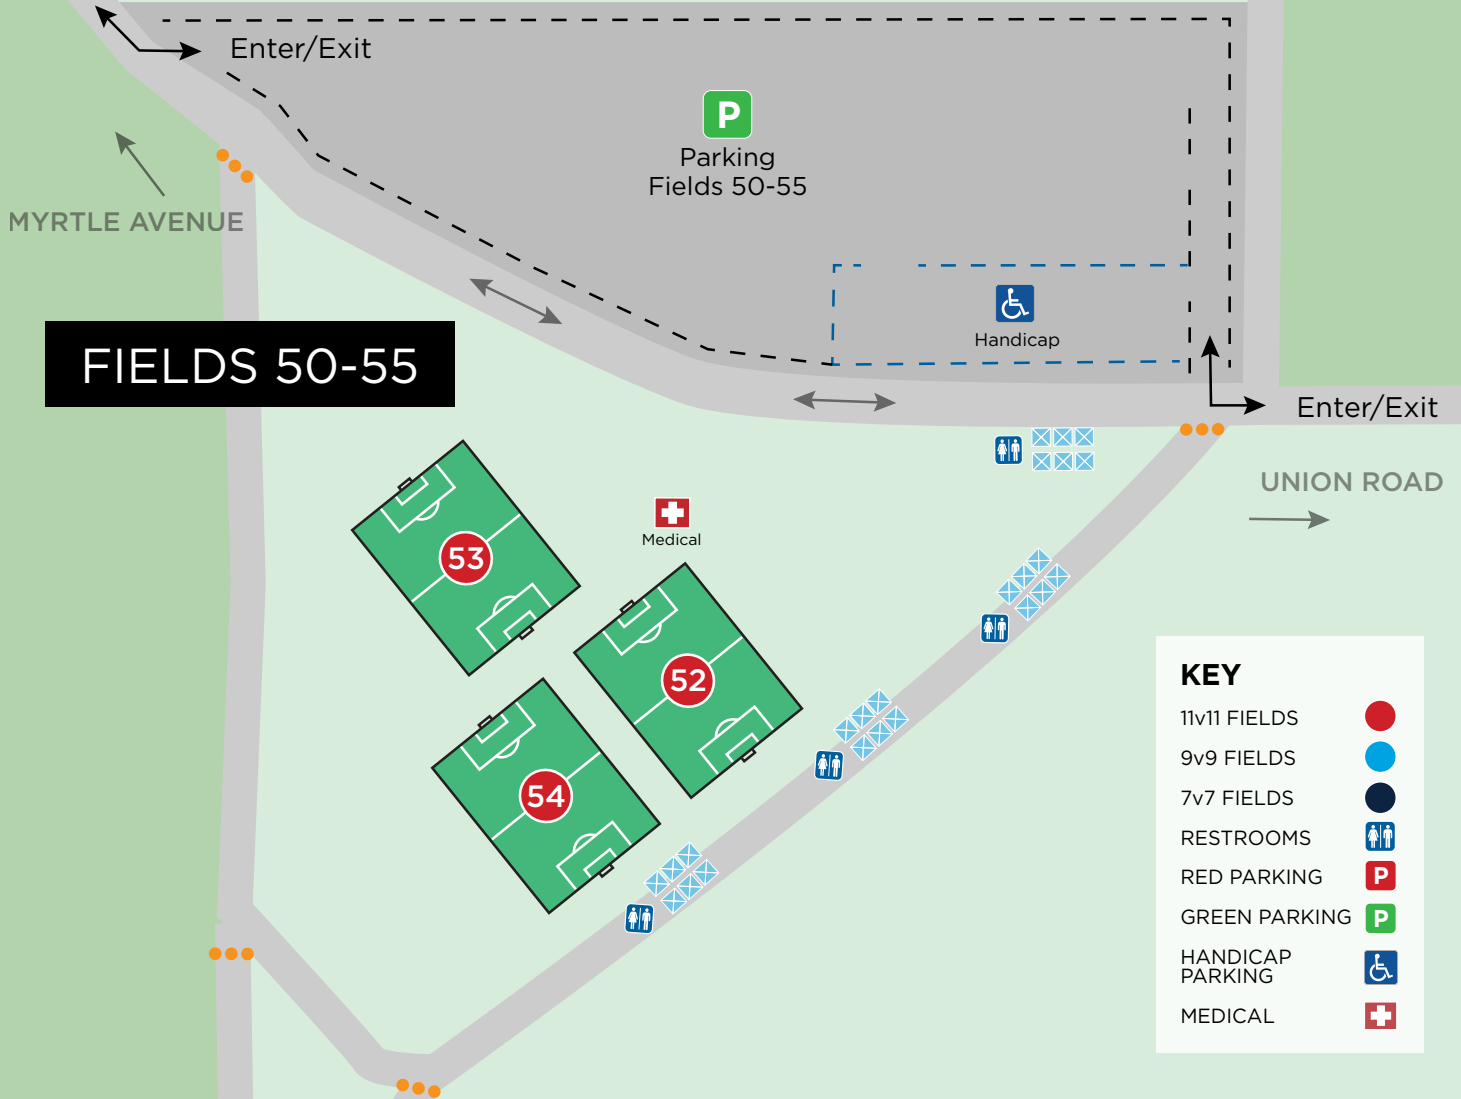 Enter/Exit
P
Parking
Fields 50-55
MYRTLE AVENUE
Handicap
FIELDS 50-55
Enter/Exit
UNION ROAD
Medical
53
52
54
KEY
11v11 FIELDS
9v9 FIELDS
7v7 FIELDS
RESTROOMS
RED PARKING P
GREEN PARKING P
HANDICAP
PARKING
MEDICAL